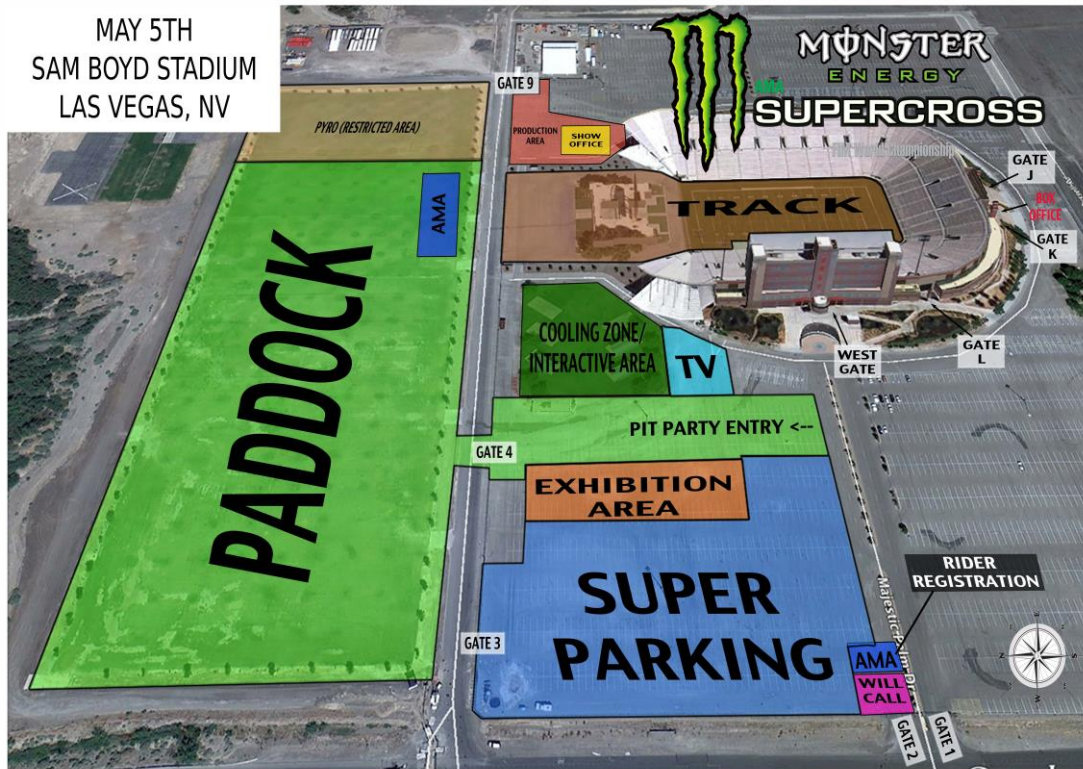 MAY 5TH
SAM BOYD STADIUM
LAS VEGAS, NV
MONSTER
ENERGY
AMA
SUPERCROSS
GATE 9
PYRO (RESTRICTED AREA)
PRODUCTION
AREA
SHOW
OFFICE
GATE
J
BOX
OFFICE
GATE
K
AMA
TRACK
PADDOCK
COOLING ZONE/
INTERACTIVE AREA
TV
WEST
GATE
GATE
L
PIT PARTY ENTRY <--
GATE 4
EXHIBITION
AREA
SUPER
PARKING
RIDER
REGISTRATION
GATE 3
AMA
WILL
CALL
GATE 2
GATE 1
N
E
S
W